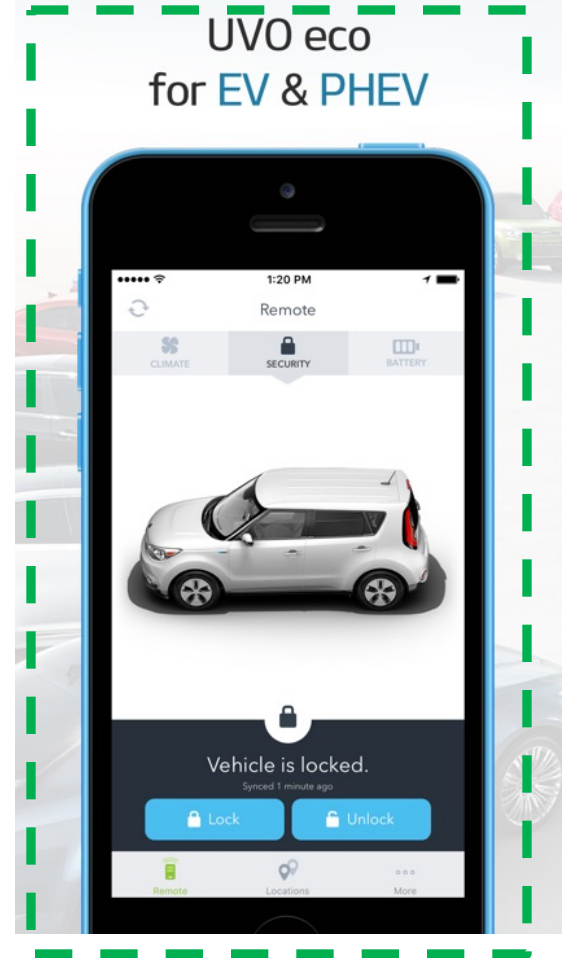 UVO eco
for EV & PHEV
1:20 PM
Remote
CLIMATE
SECURITY
BATTERY
Vehicle is locked.
Synced 1 minute ago
Lock
Unlock
Remote
Locations
More